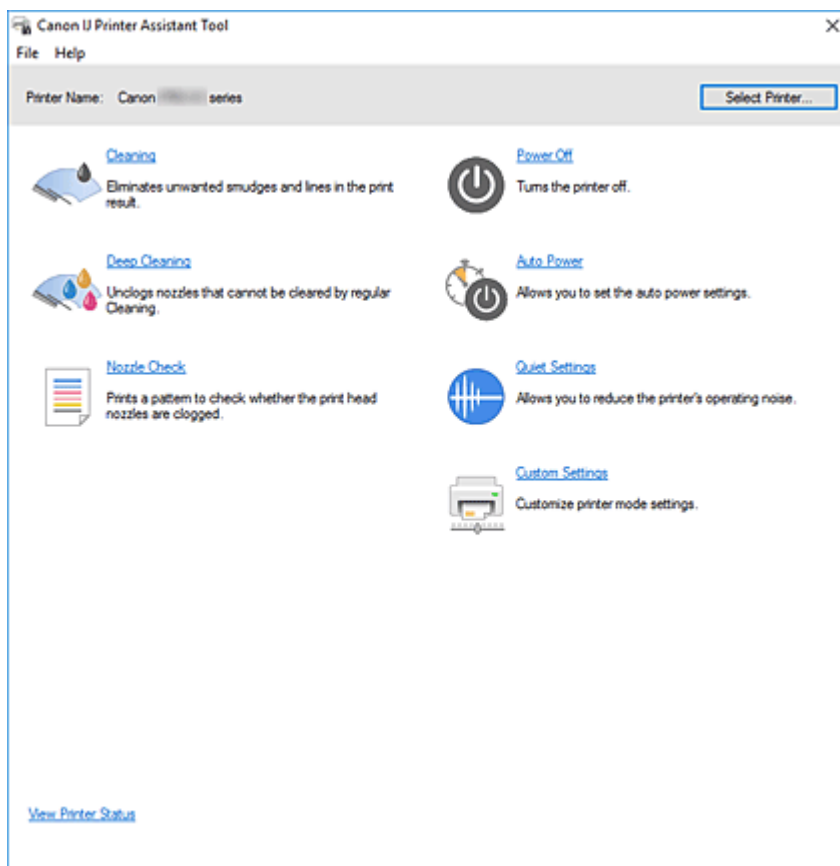 Canon IJ Printer Assistant Tool
File Help
Printer Name: Canon series
Select Printer...
Cleaning
Eliminates unwanted smudges and lines in the print
result.
Deep Cleaning
Unclogs nozzles that cannot be cleared by regular
Cleaning.
Nozzle Check
Prints a pattern to check whether the print head
nozzles are clogged.
Power Off
Turns the printer off.
Auto Power
Allows you to set the auto power settings.
Quiet Settings
Allows you to reduce the printer's operating noise.
Custom Settings
Customize printer mode settings.
View Printer Status